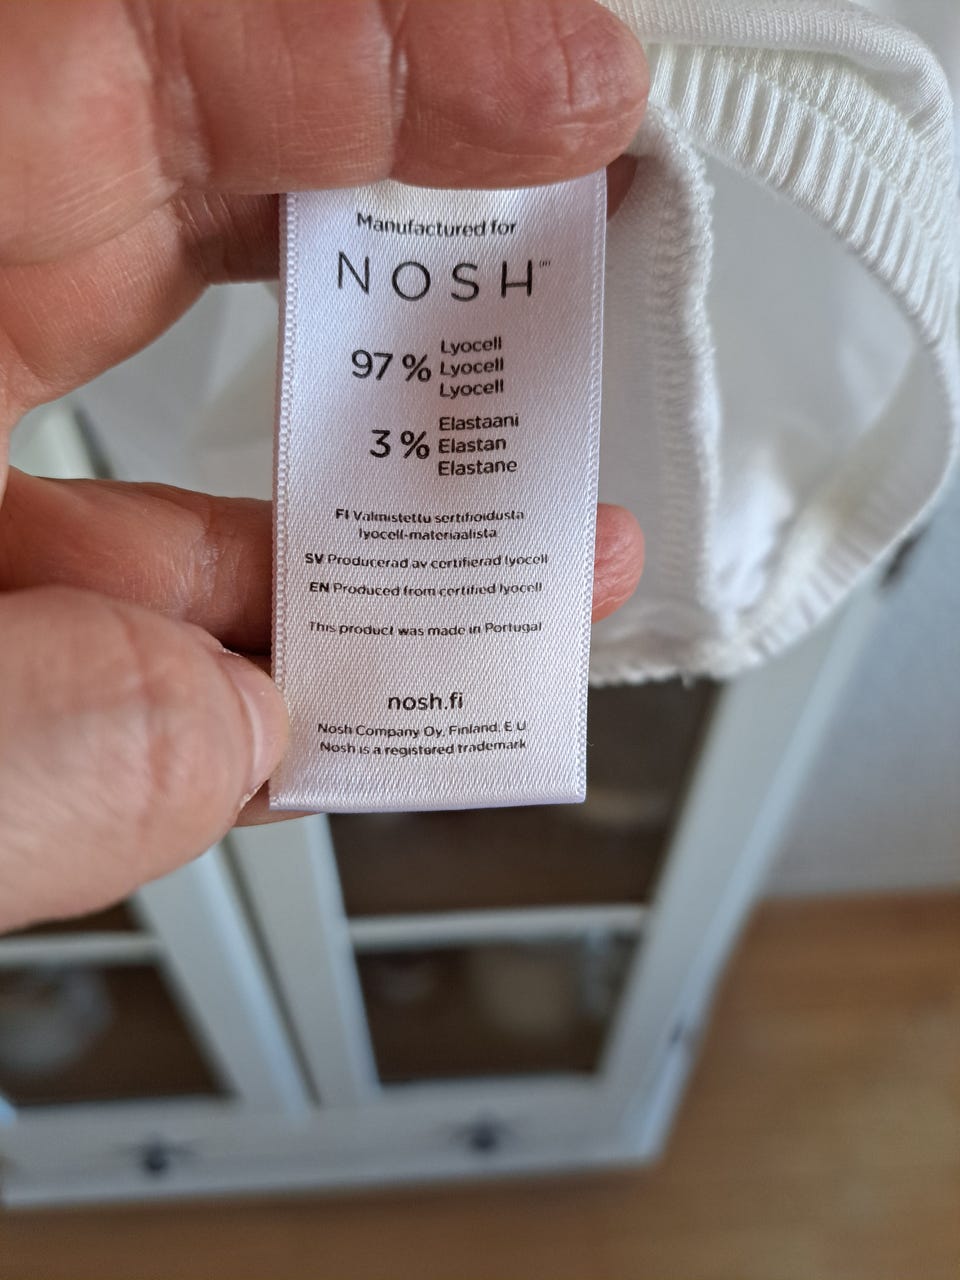 Manufactured for
NOSH™
97 % Lyocell
Lyocell
Lyocell
3 % Elastaani
Elastan
Elastane
FI Valmistettu sertifioidusta
lyocell-materiaalista
SV Producerad av certifierad lyocell
EN Produced from certified lyocell
This product was made in Portugal
nosh.fi
Nosh Company Oy, Finland, E U
Nosh is a registered trademark